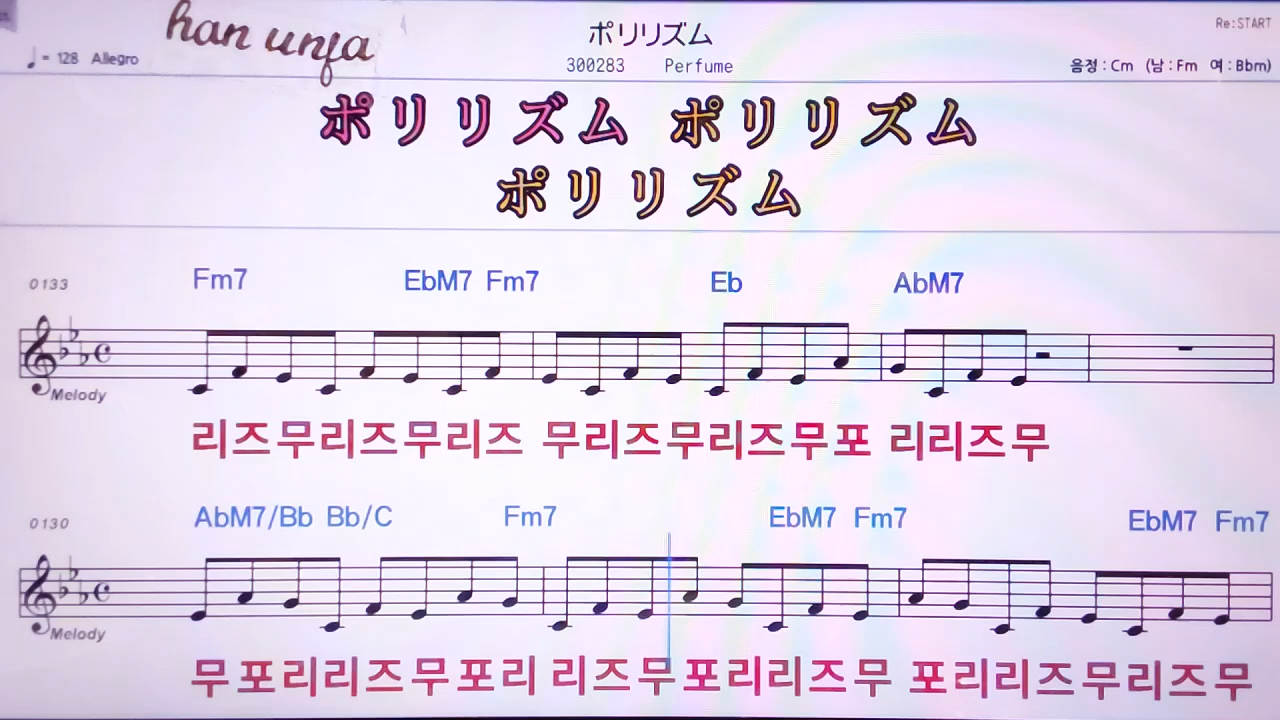 han unja
ポリリズム
Re:START
♩= 128 Allegro
300283 Perfume
음정 : Cm (남 : Fm 여 : Bbm)
ポリリズム ポリリズム
ポリリズム
0133 Fm7 EbM7 Fm7 Eb AbM7
Melody
리즈무리즈무리즈 무리즈무리즈무포 리리즈무
0130 AbM7/Bb Bb/C Fm7 EbM7 Fm7 EbM7 Fm7
Melody
무포리리즈무포리 리즈무포리리즈무 포리리즈무리즈무